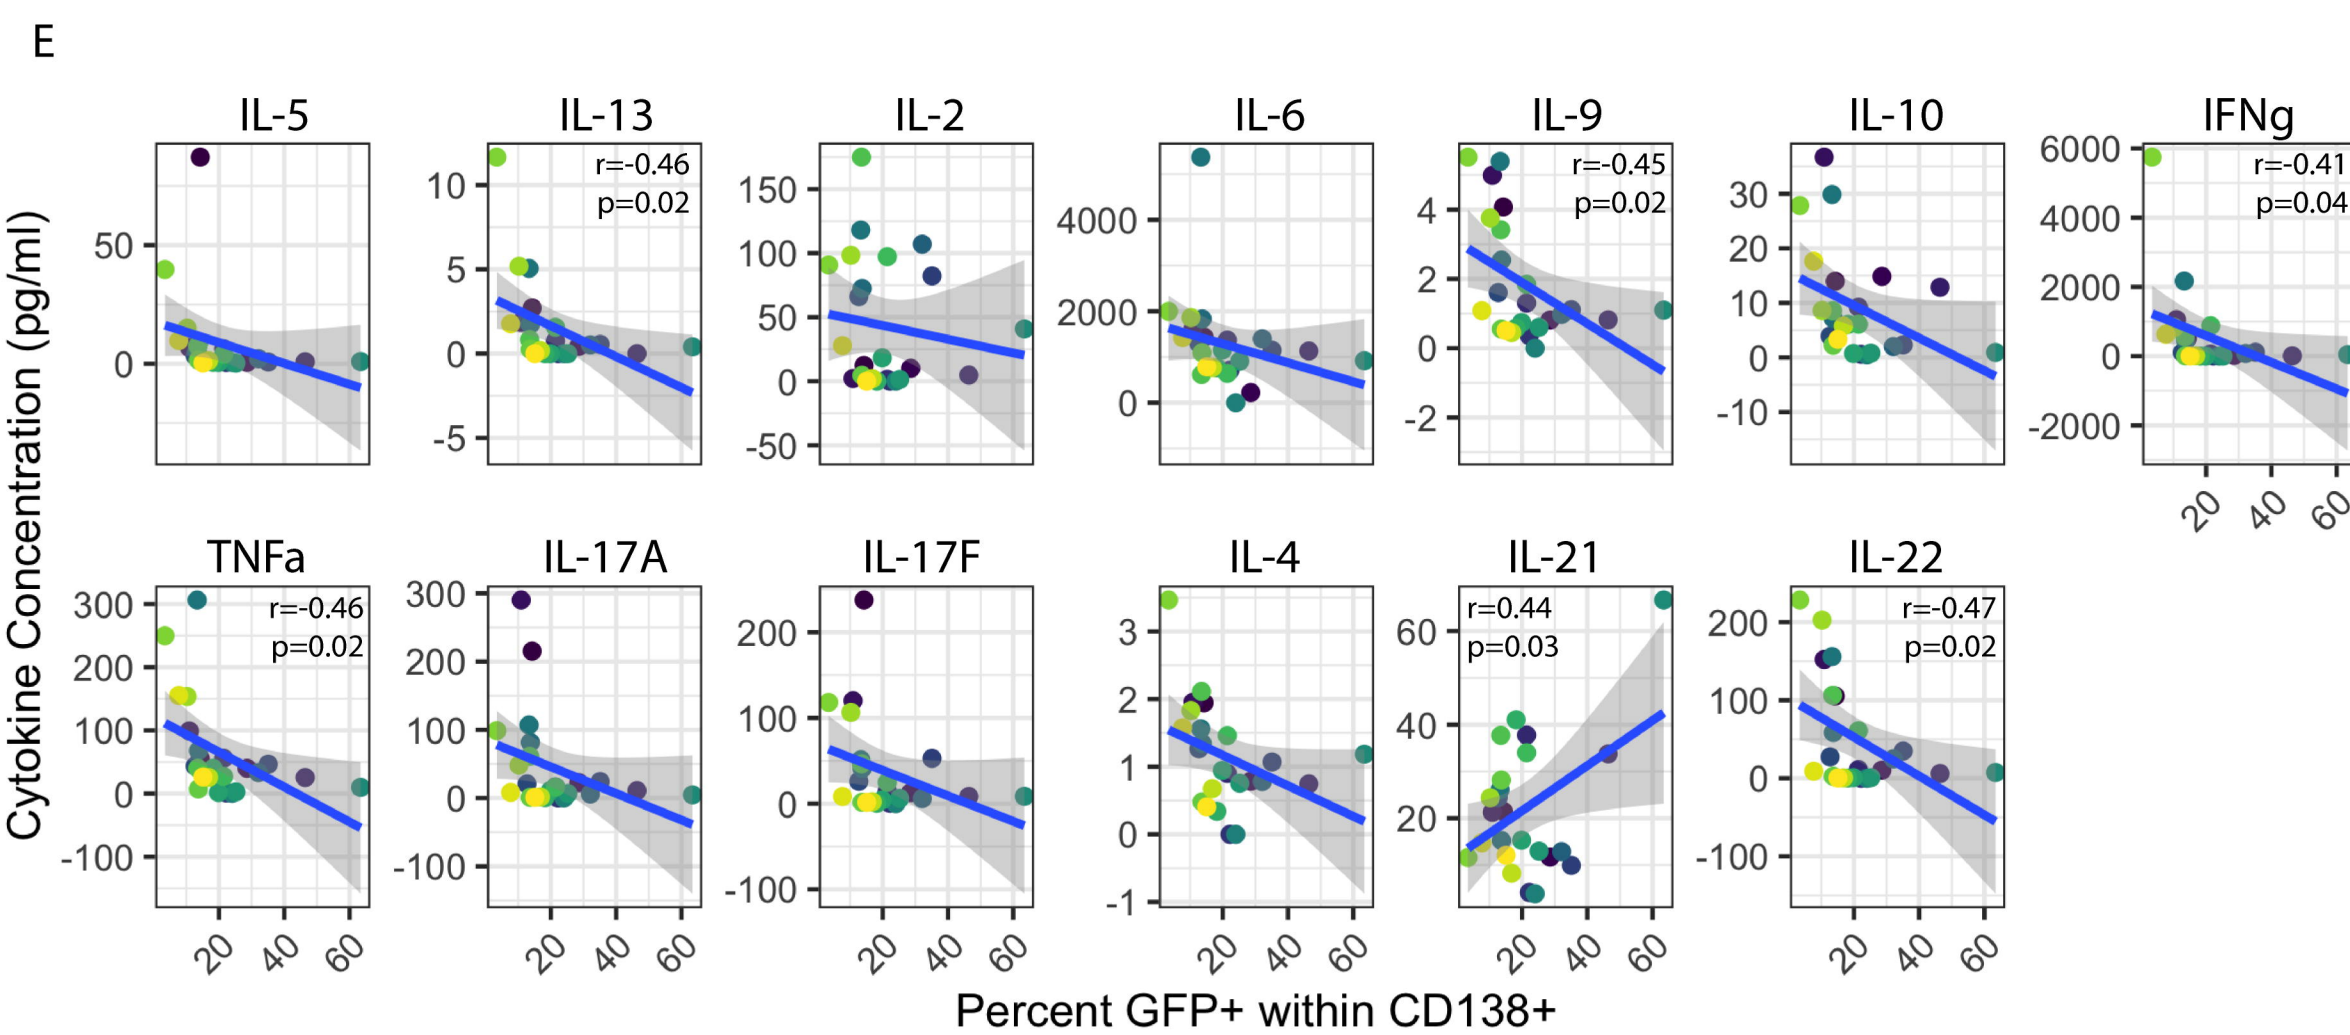 E
Cytokine Concentration (pg/ml)
IL-5
50
0
IL-13
r=-0.46
p=0.02
10
5
0
-5
IL-2
150
100
50
0
-50
IL-6
4000
2000
0
IL-9
r=-0.45
p=0.02
4
2
0
-2
IL-10
30
20
10
0
-10
IFNg
r=-0.41
p=0.04
6000
4000
2000
0
-2000
20 40 60
TNFa
r=-0.46
p=0.02
300
200
100
0
-100
20 40 60
IL-17A
300
200
100
0
-100
20 40 60
IL-17F
200
100
0
-100
20 40 60
IL-4
3
2
1
0
-1
20 40 60
IL-21
r=0.44
p=0.03
60
40
20
20 40 60
IL-22
r=-0.47
p=0.02
200
100
0
-100
20 40 60
Percent GFP+ within CD138+